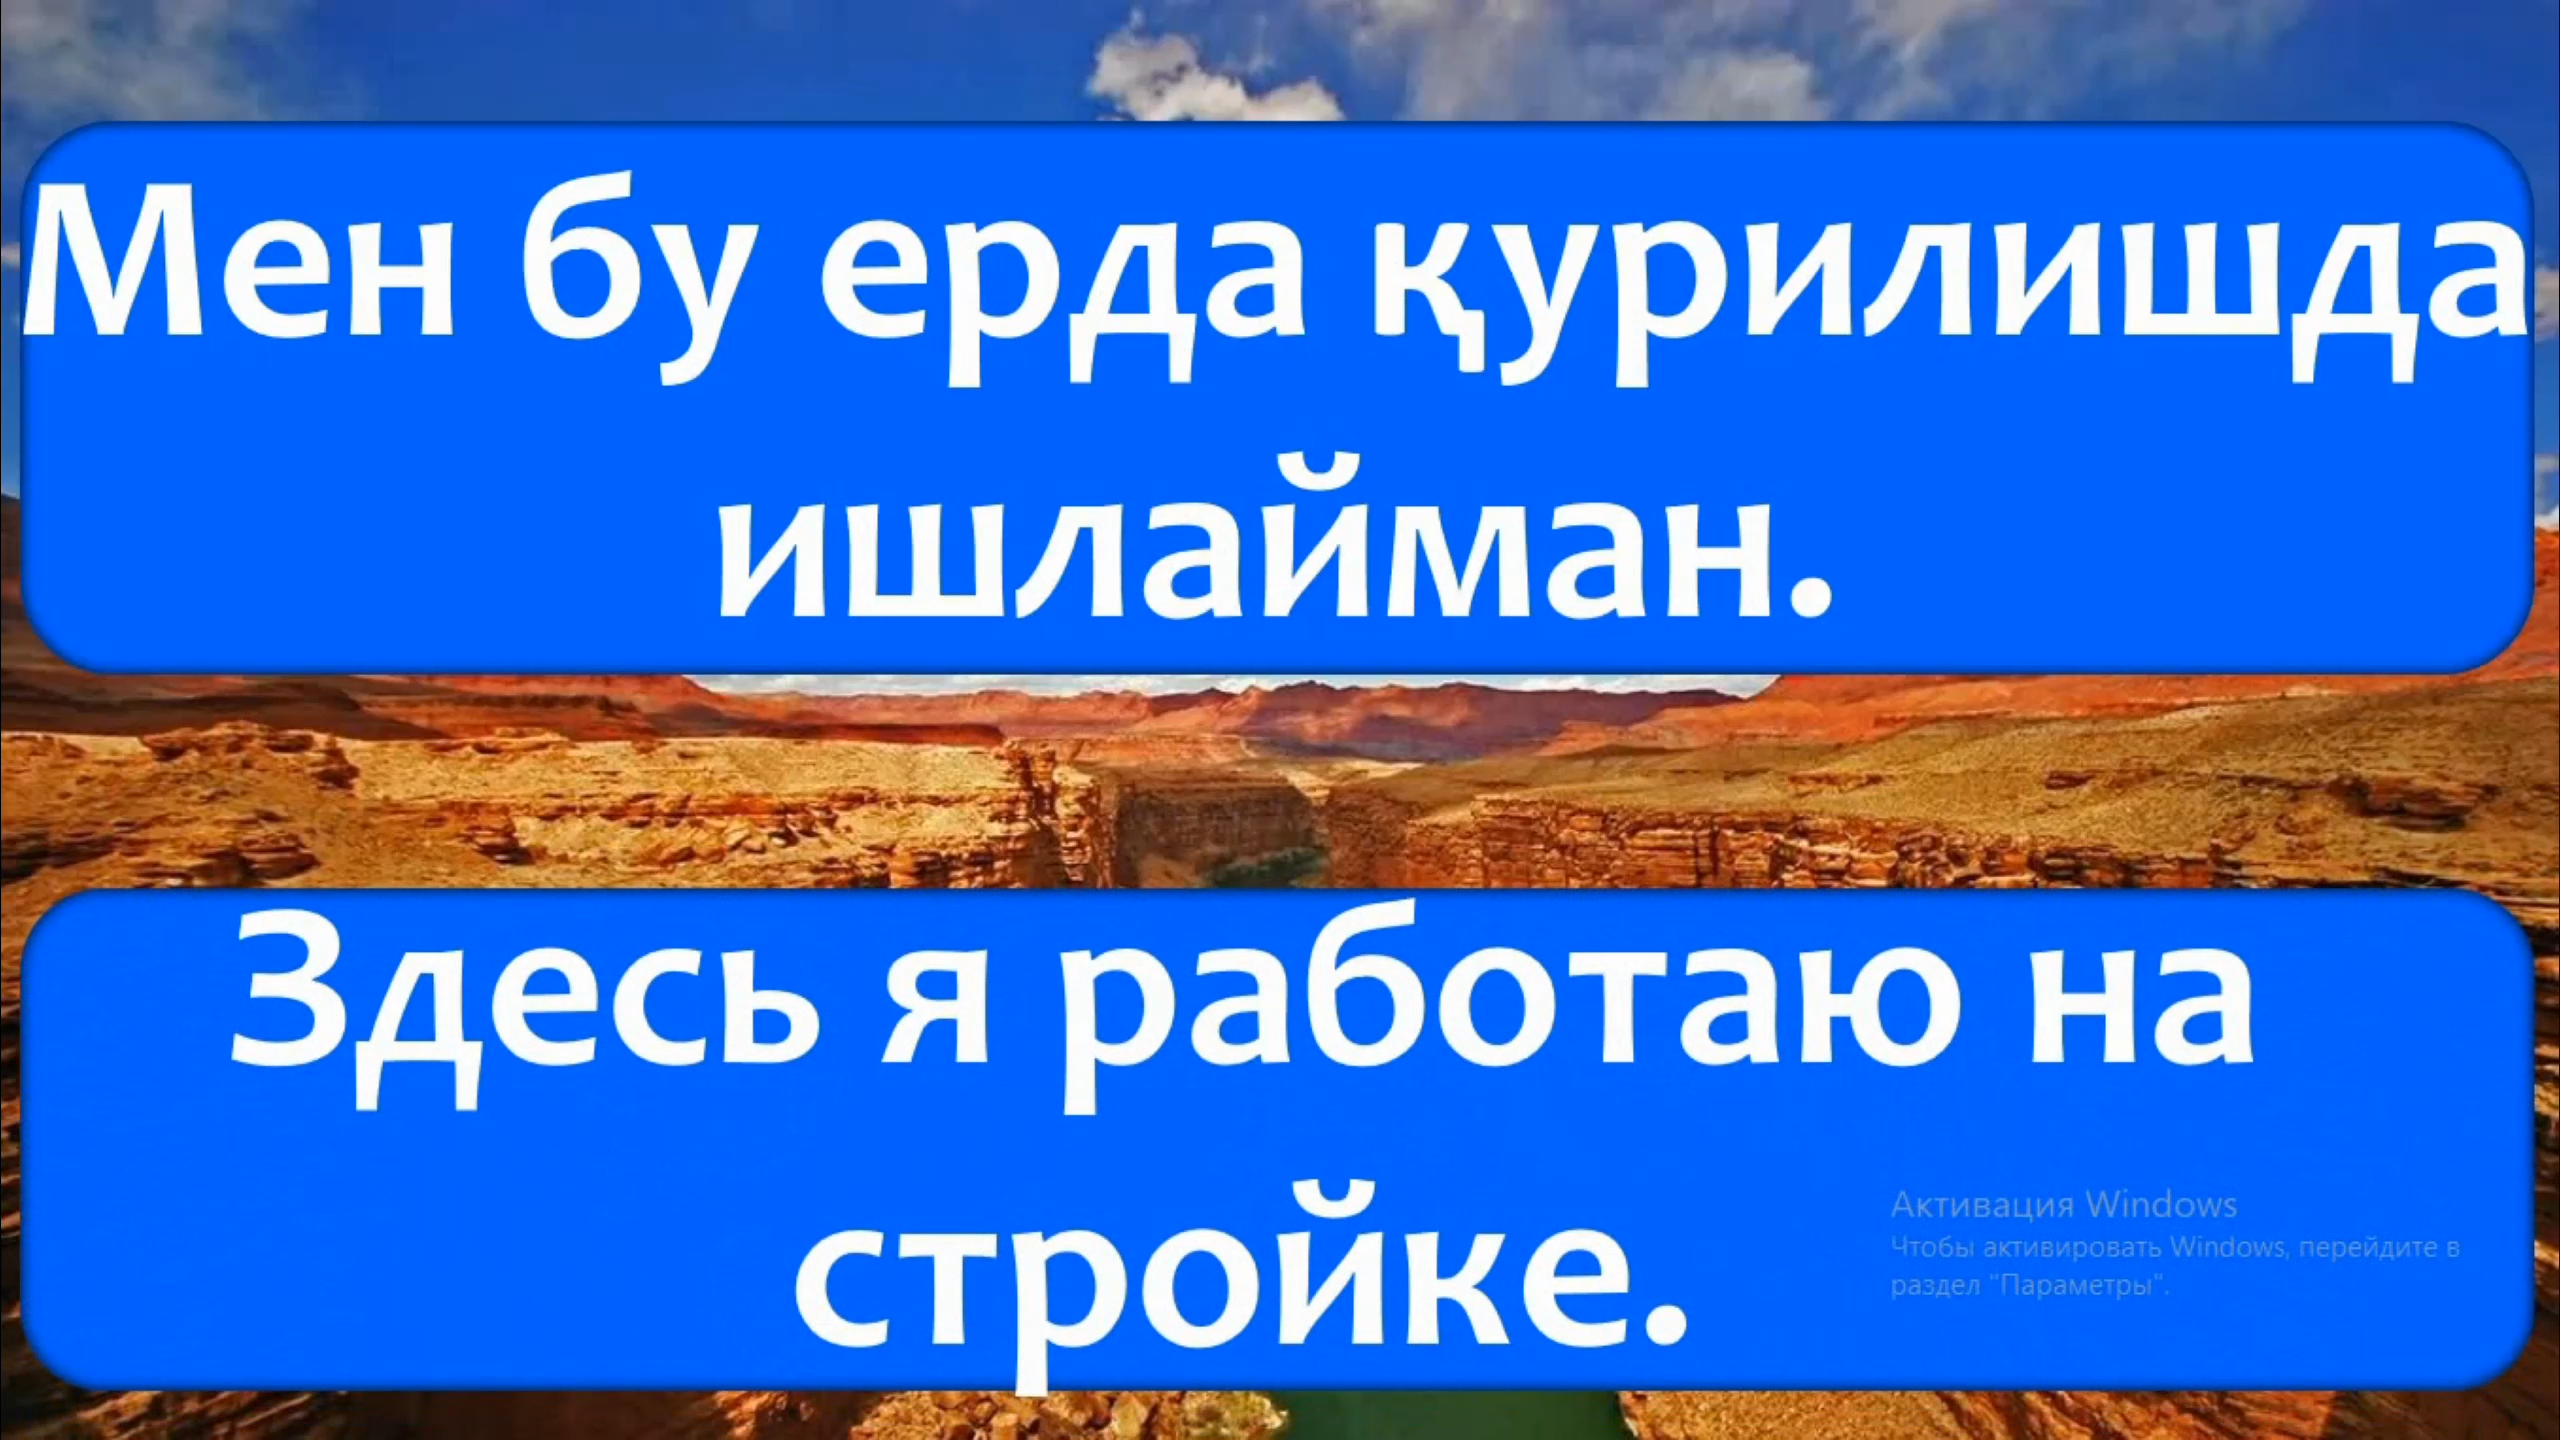 Мен бу ерда қурилишда
ишлайман.
Здесь я работаю на
стройке.
Активация Windows
Чтобы активировать Windows, перейдите в
раздел "Параметры".